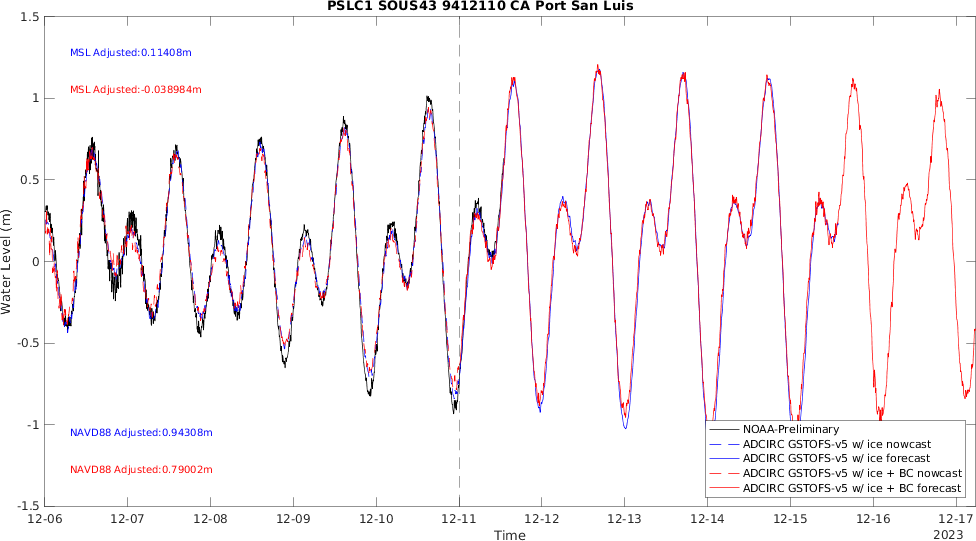 PSLC1 SOUS43 9412110 CA Port San Luis
1.5
1
0.5
0
-0.5
-1
-1.5
Water Level (m)
MSL Adjusted:0.11408m
MSL Adjusted:-0.038984m
NAVD88 Adjusted:0.94308m
NAVD88 Adjusted:0.79002m
NOAA-Preliminary
ADCIRC GSTOFS-v5 w/ ice nowcast
ADCIRC GSTOFS-v5 w/ ice forecast
ADCIRC GSTOFS-v5 w/ ice + BC nowcast
ADCIRC GSTOFS-v5 w/ ice + BC forecast
12-06 12-07 12-08 12-09 12-10 12-11 12-12 12-13 12-14 12-15 12-16 12-17
Time
2023